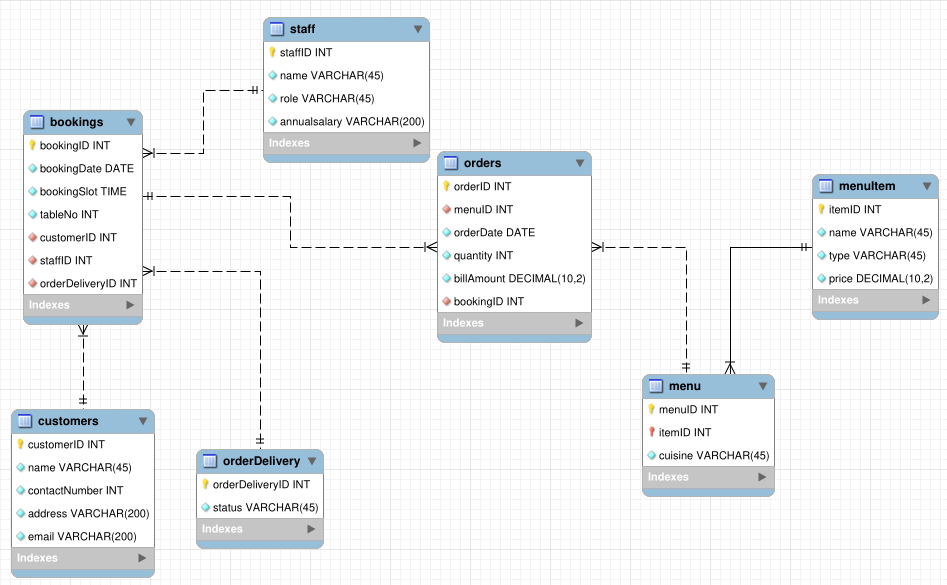 staff
staffID INT
name VARCHAR(45)
role VARCHAR(45)
annualsalary VARCHAR(200)
Indexes
bookings
bookingID INT
bookingDate DATE
bookingSlot TIME
tableNo INT
customerID INT
staffID INT
orderDeliveryID INT
Indexes
orders
orderID INT
menuID INT
orderDate DATE
quantity INT
billAmount DECIMAL(10,2)
bookingID INT
Indexes
menuItem
itemID INT
name VARCHAR(45)
type VARCHAR(45)
price DECIMAL(10,2)
Indexes
menu
menuID INT
itemID INT
cuisine VARCHAR(45)
Indexes
customers
customerID INT
name VARCHAR(45)
contactNumber INT
address VARCHAR(200)
email VARCHAR(200)
Indexes
orderDelivery
orderDeliveryID INT
status VARCHAR(45)
Indexes